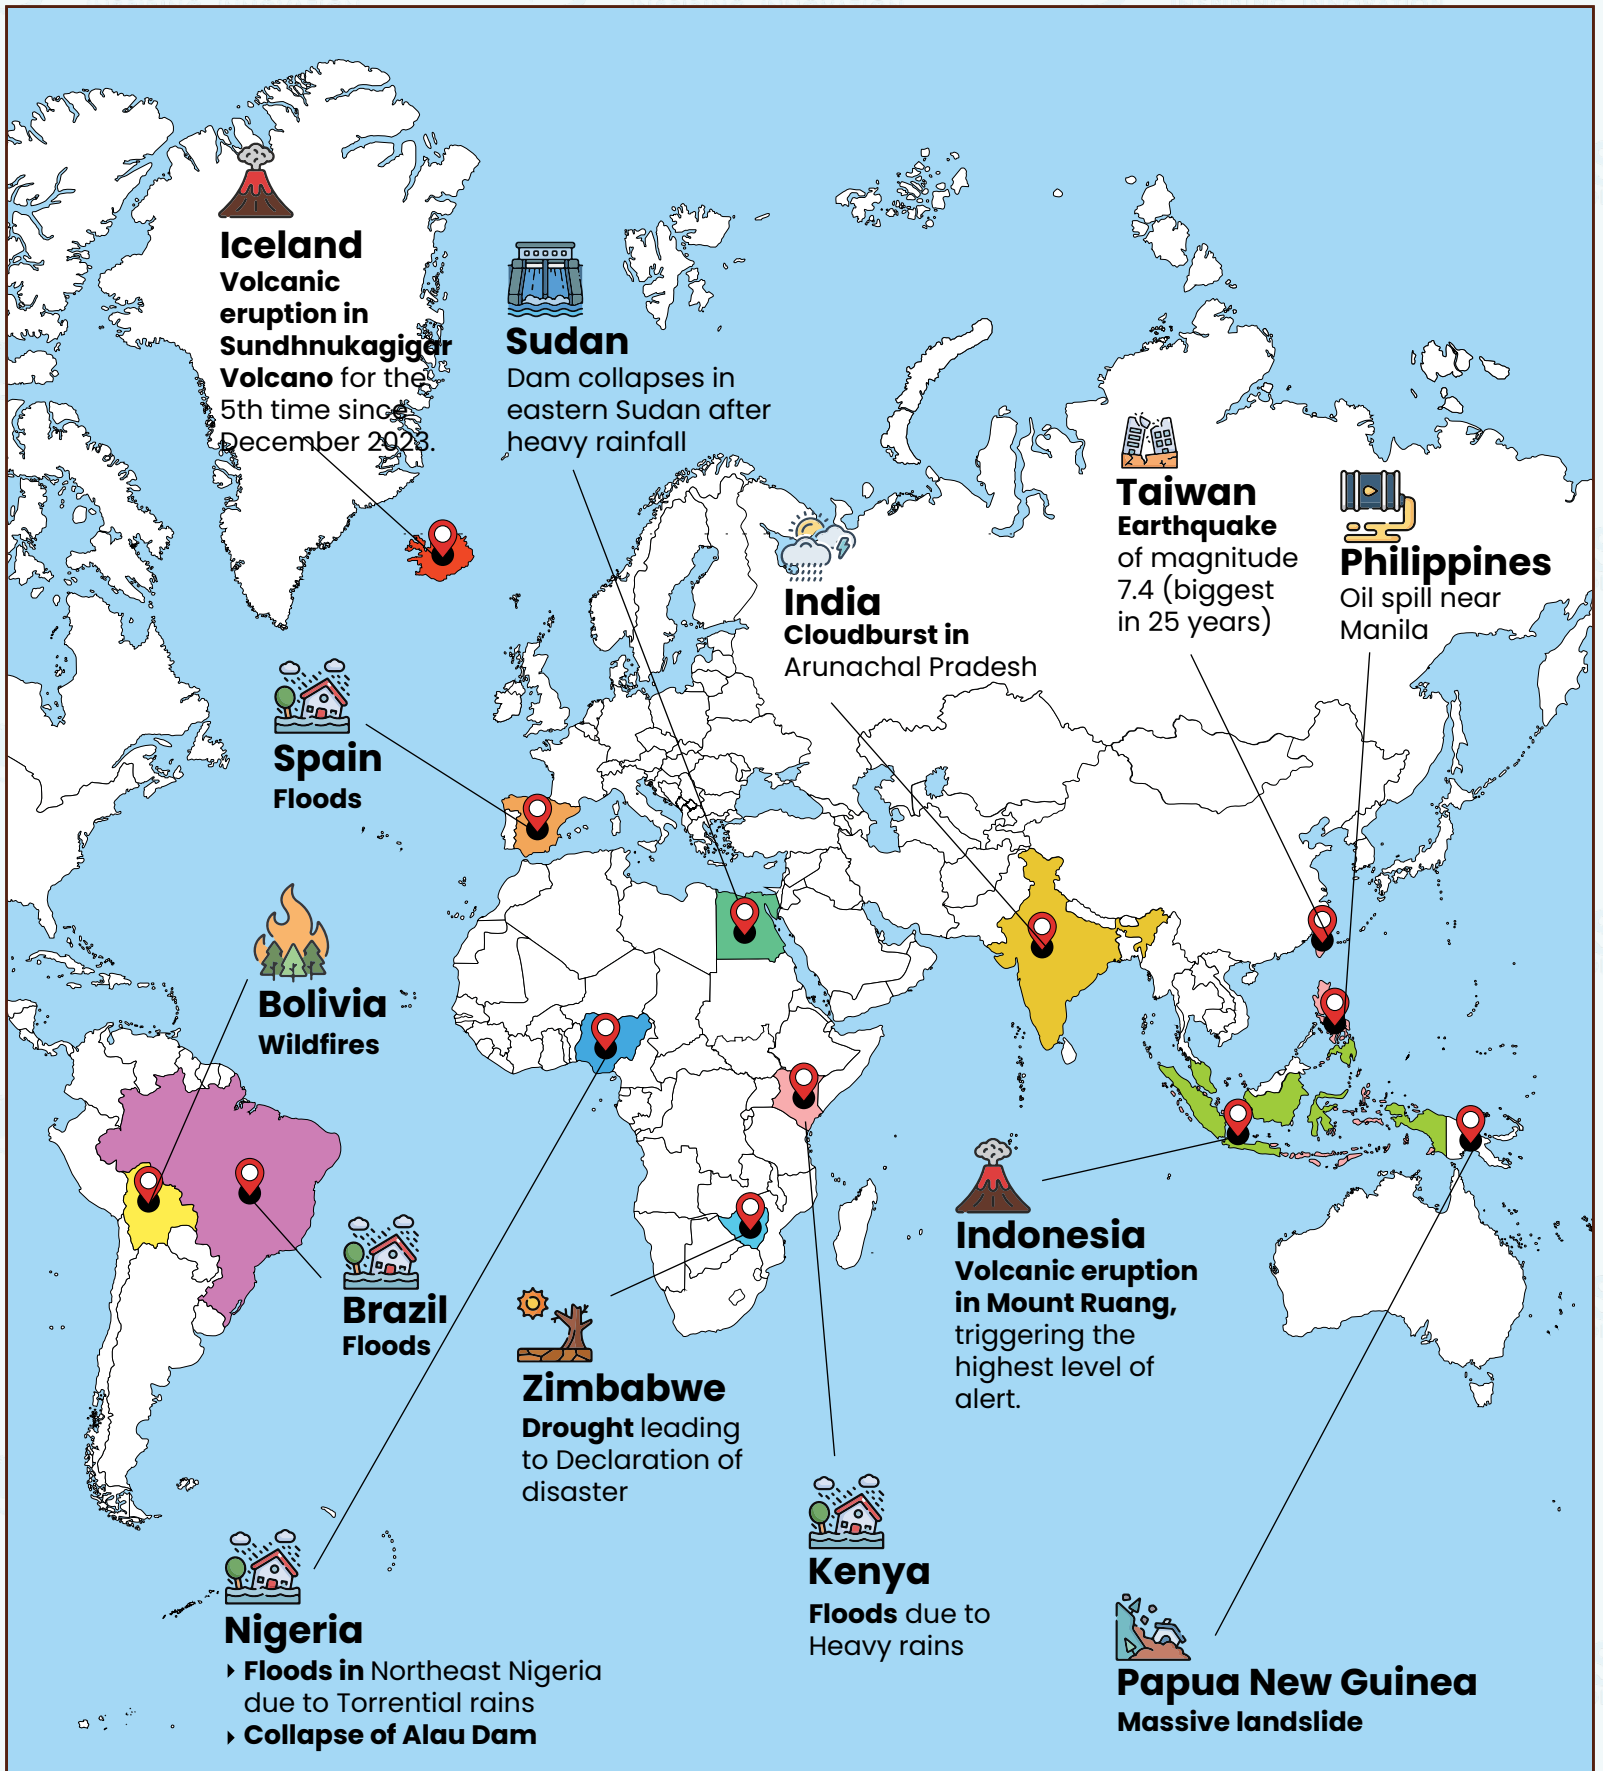 Iceland
Volcanic
eruption in
Sundhnukagigar
Volcano for the
5th time since
December 2023.
Sudan
Dam collapses in
eastern Sudan after
heavy rainfall
Taiwan
Earthquake
of magnitude
7.4 (biggest
in 25 years)
Philippines
Oil spill near
Manila
India
Cloudburst in
Arunachal Pradesh
Spain
Floods
Bolivia
Wildfires
Brazil
Floods
Zimbabwe
Drought leading
to Declaration of
disaster
Indonesia
Volcanic eruption
in Mount Ruang,
triggering the
highest level of
alert.
Kenya
Floods due to
Heavy rains
Nigeria
Floods in Northeast Nigeria
due to Torrential rains
Collapse of Alau Dam
Papua New Guinea
Massive landslide